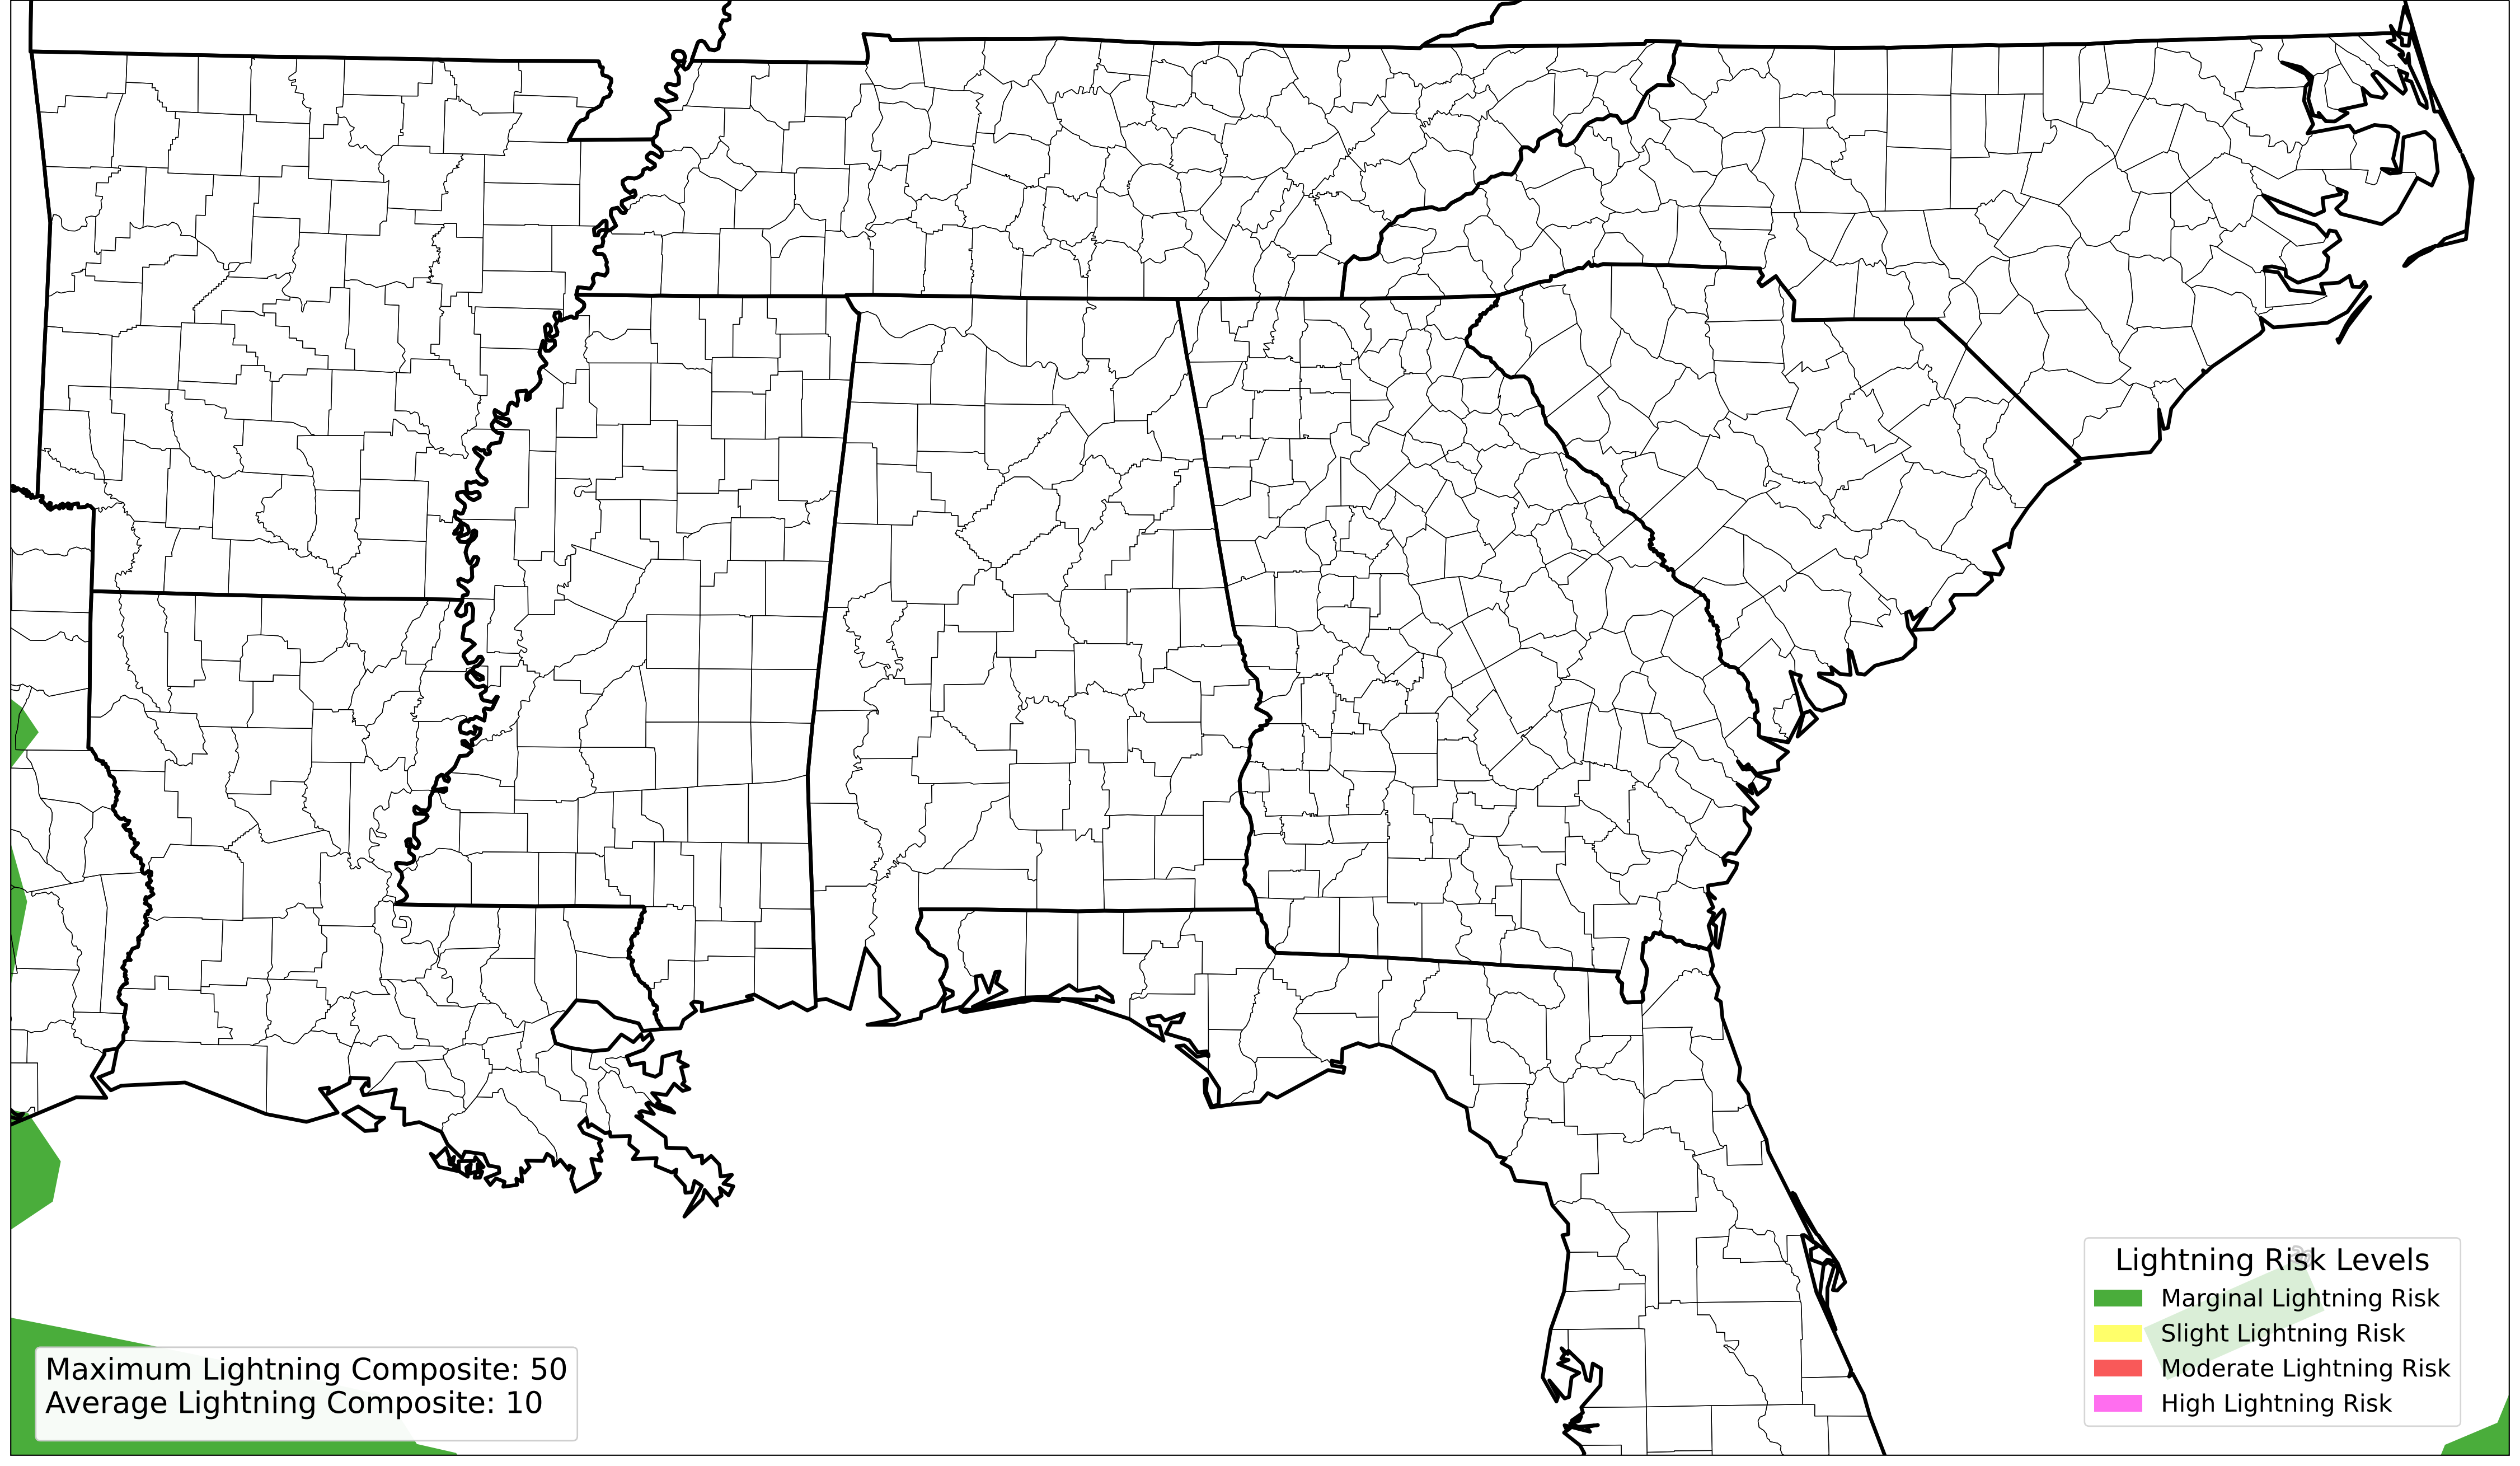 Maximum Lightning Composite: 50
Average Lightning Composite: 10
Lightning Risk Levels
Marginal Lightning Risk
Slight Lightning Risk
Moderate Lightning Risk
High Lightning Risk